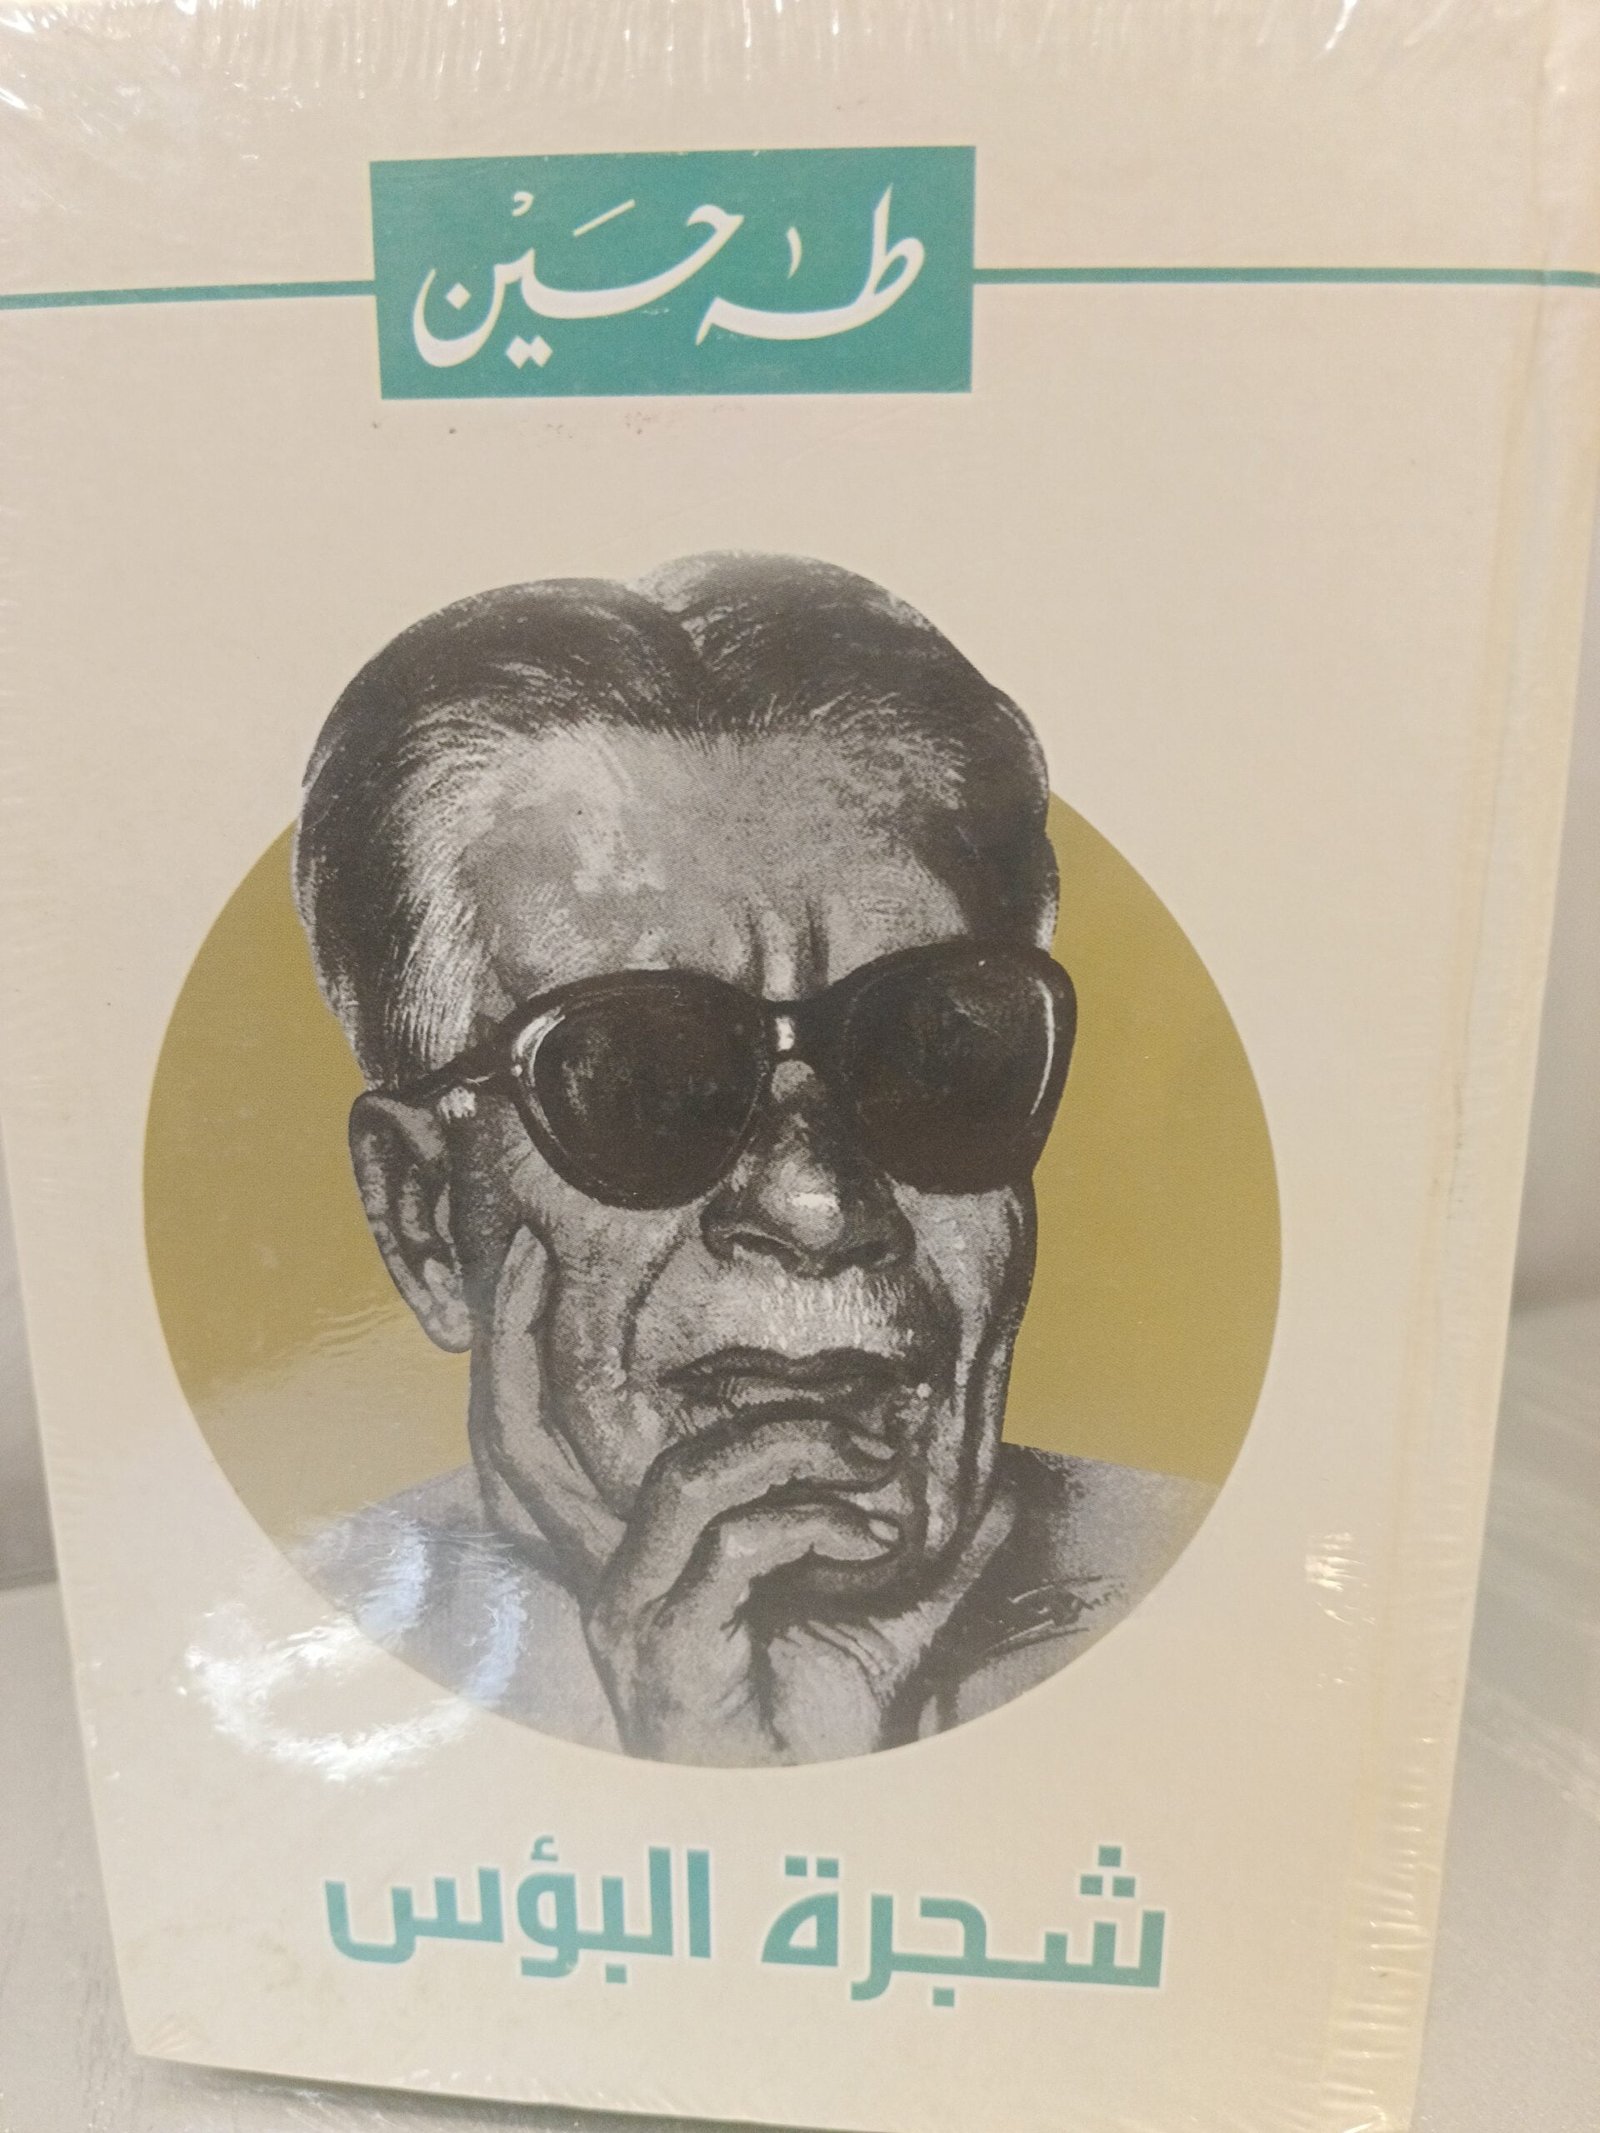 طه حسين
شجرة البؤس